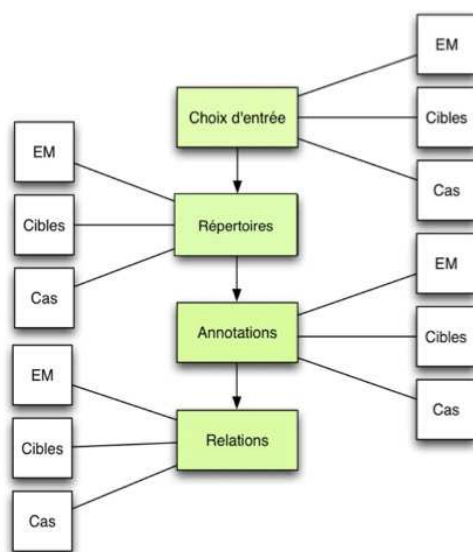 EM
Choix d'entrée
Cibles
EM
Cas
Cibles
Répertoires
EM
Cas
Annotations
Cibles
EM
Cas
Cibles
Relations
Cas